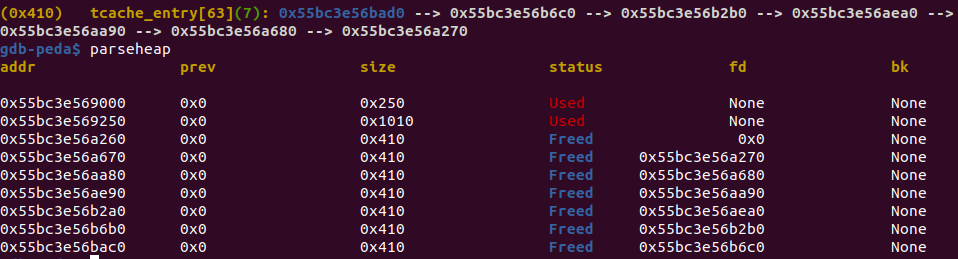 (0x410)   tcache_entry[63](7): 0x55bc3e56bad0 --> 0x55bc3e56b6c0 --> 0x55bc3e56b2b0 --> 0x55bc3e56aea0 -->
0x55bc3e56aa90 --> 0x55bc3e56a680 --> 0x55bc3e56a270
gdb-peda$ parseheap
addr                prev                size                 status              fd                bk
0x55bc3e569000      0x0                 0x250                Used                None              None
0x55bc3e569250      0x0                 0x1010               Used                None              None
0x55bc3e56a260      0x0                 0x410                Freed                0x0              None
0x55bc3e56a670      0x0                 0x410                Freed     0x55bc3e56a270              None
0x55bc3e56aa80      0x0                 0x410                Freed     0x55bc3e56a680              None
0x55bc3e56ae90      0x0                 0x410                Freed     0x55bc3e56aa90              None
0x55bc3e56b2a0      0x0                 0x410                Freed     0x55bc3e56aea0              None
0x55bc3e56b6b0      0x0                 0x410                Freed     0x55bc3e56b2b0              None
0x55bc3e56bac0      0x0                 0x410                Freed     0x55bc3e56b6c0              None